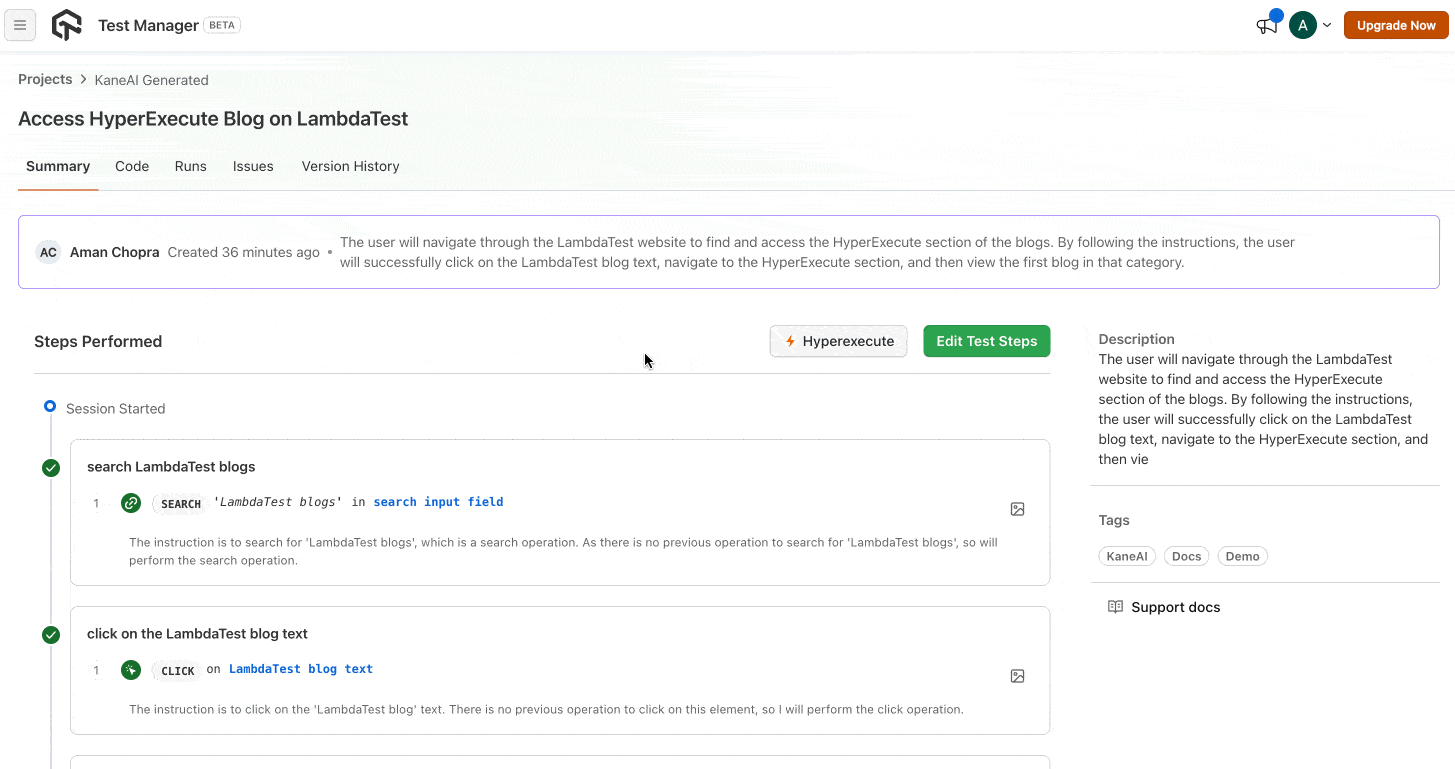 Test Manager BETA
A
Upgrade Now
Projects > KaneAI Generated
Access HyperExecute Blog on LambdaTest
Summary Code Runs Issues Version History
AC Aman Chopra Created 36 minutes ago •
The user will navigate through the LambdaTest website to find and access the HyperExecute section of the blogs. By following the instructions, the user
will successfully click on the LambdaTest blog text, navigate to the HyperExecute section, and then view the first blog in that category.
Steps Performed
Hyperexecute
Edit Test Steps
Session Started
search LambdaTest blogs
1 SEARCH 'LambdaTest blogs' in search input field
The instruction is to search for 'LambdaTest blogs', which is a search operation. As there is no previous operation to search for 'LambdaTest blogs', so will
perform the search operation.
click on the LambdaTest blog text
1 CLICK on LambdaTest blog text
The instruction is to click on the 'LambdaTest blog' text. There is no previous operation to click on this element, so I will perform the click operation.
Description
The user will navigate through the LambdaTest
website to find and access the HyperExecute
section of the blogs. By following the instructions,
the user will successfully click on the LambdaTest
blog text, navigate to the HyperExecute section, and
then vie
Tags
KaneAI Docs Demo
Support docs